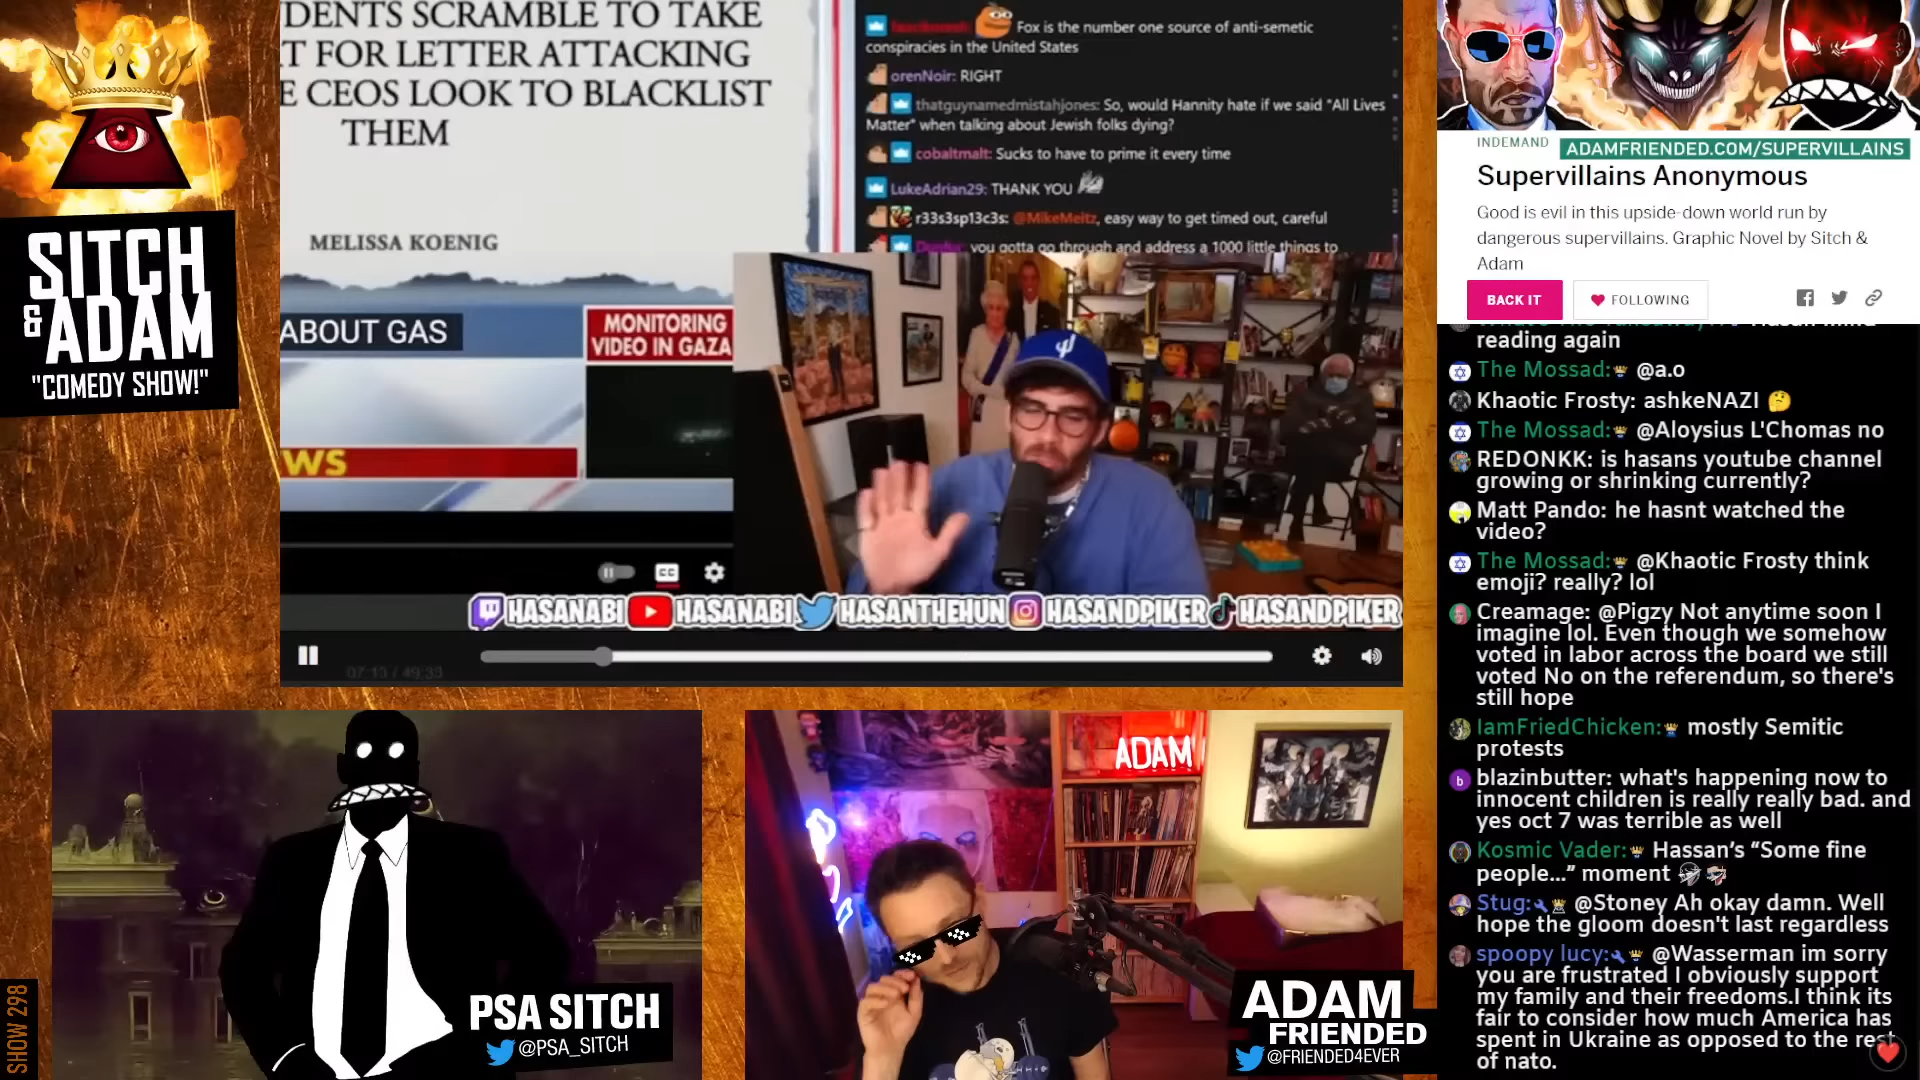 SITCH
& ADAM
"COMEDY SHOW!"
SHOW 298
DENTS SCRAMBLE TO TAKE
T FOR LETTER ATTACKING
E CEOS LOOK TO BLACKLIST
THEM
MELISSA KOENIG
ABOUT GAS
MONITORING
VIDEO IN GAZA
WS
CC
Fox is the number one source of anti-semetic
conspiracies in the United States
orenNoir: RIGHT
thatguynamedmistahjones: So, would Hannity hate if we said "All Lives
Matter" when talking about Jewish folks dying?
cobaltmalt: Sucks to have to prime it every time
LukeAdrian29: THANK YOU
r33s3sp13c3s: @MikeMeitz, easy way to get timed out, careful
you gotta go through and address a 1000 little things to
HASANABI HASANABI HASANTHEHUN HASANDPIKER HASANDPIKER
07:13 / 49:35
PSA SITCH
@PSA_SITCH
ADAM
ADAM
FRIENDED
@FRIENDED4EVER
INDEMAND
ADAMFRIENDED.COM/SUPERVILLAINS
Supervillains Anonymous
Good is evil in this upside-down world run by
dangerous supervillains. Graphic Novel by Sitch &
Adam
BACK IT
FOLLOWING
reading again
The Mossad: @a.o
Khaotic Frosty: ashkeNAZI 🤔
The Mossad: @Aloysius L'Chomas no
REDONKK: is hasans youtube channel
growing or shrinking currently?
Matt Pando: he hasnt watched the
video?
The Mossad: @Khaotic Frosty think
emoji? really? lol
Creamage: @Pigzy Not anytime soon I
imagine lol. Even though we somehow
voted in labor across the board we still
voted No on the referendum, so there's
still hope
IamFriedChicken: mostly Semitic
protests
b blazinbutter: what's happening now to
innocent children is really really bad. and
yes oct 7 was terrible as well
Kosmic Vader: Hassan's “Some fine
people...” moment
Stug: @Stoney Ah okay damn. Well
hope the gloom doesn't last regardless
spoopy lucy: @Wasserman im sorry
you are frustrated I obviously support
my family and their freedoms.I think its
fair to consider how much America has
spent in Ukraine as opposed to the rest
of nato.